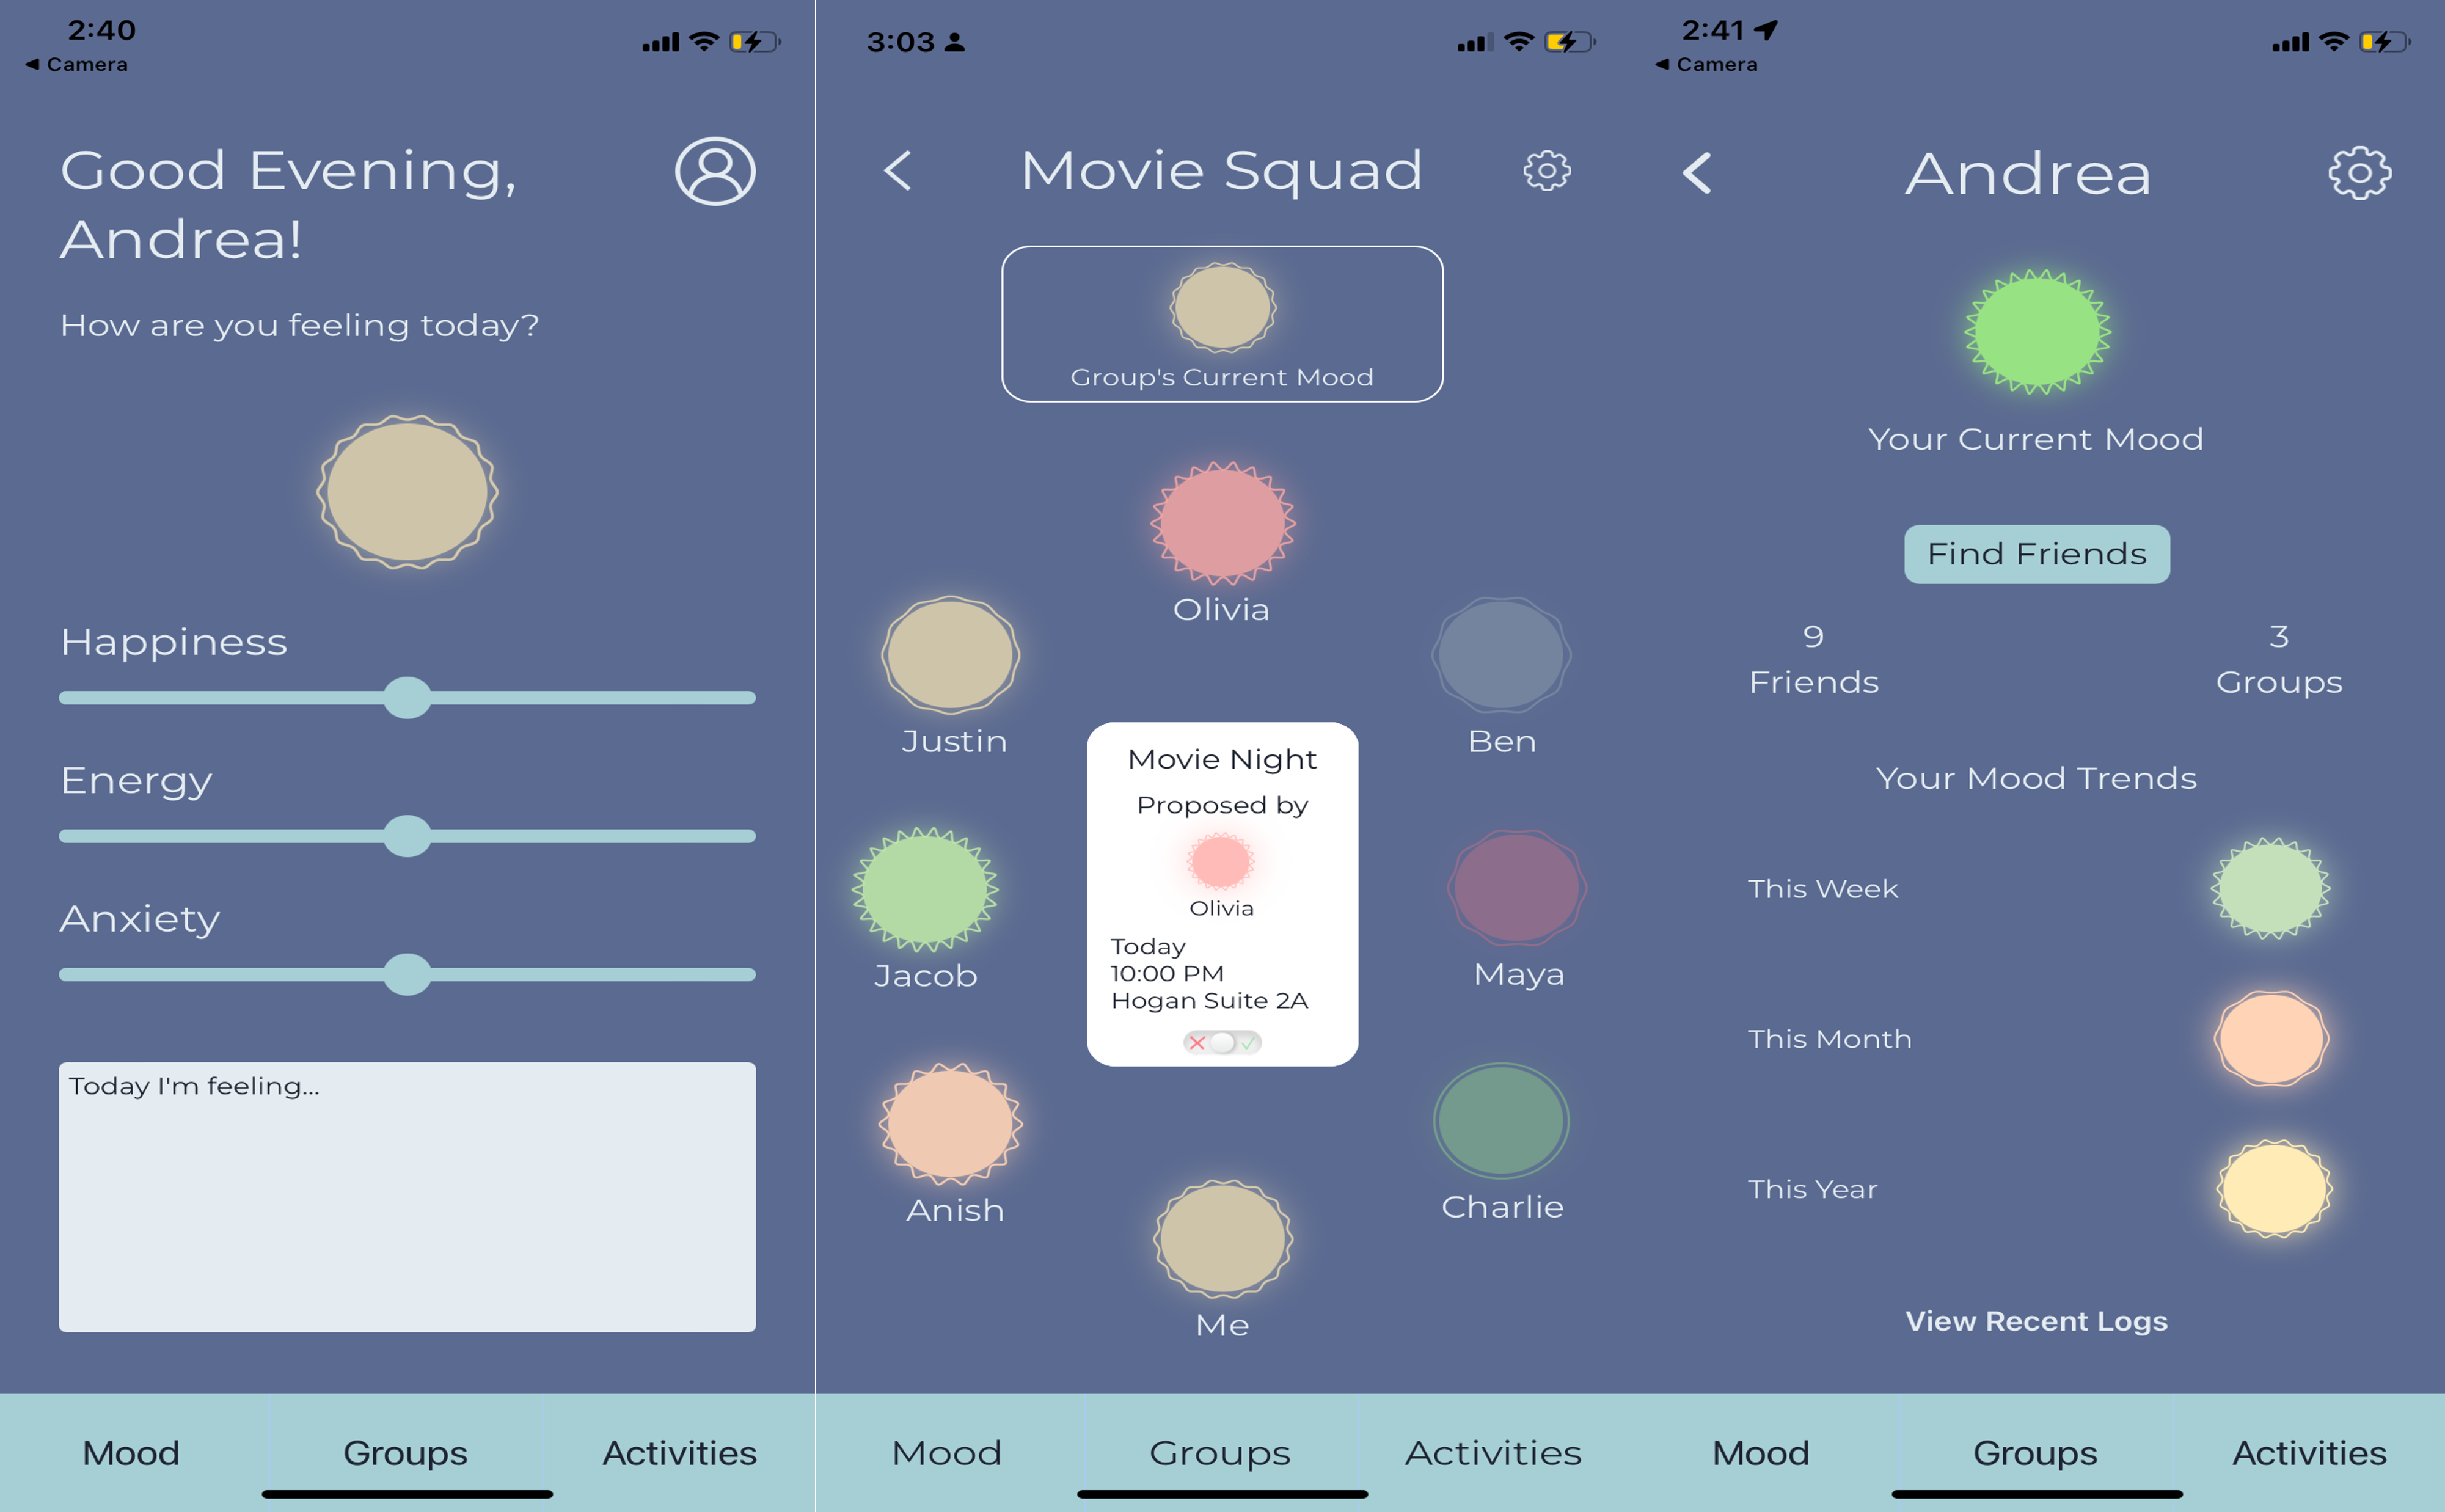 2:40
◄ Camera
Good Evening,
Andrea!
How are you feeling today?
Happiness
Energy
Anxiety
Today I'm feeling...
Mood
Groups
Activities
3:03
Movie Squad
Group's Current Mood
Olivia
Justin
Ben
Movie Night
Proposed by
Olivia
Today
10:00 PM
Hogan Suite 2A
Jacob
Maya
Anish
Charlie
Me
Mood
Groups
Activities
2:41
◄ Camera
Andrea
Your Current Mood
Find Friends
9
Friends
3
Groups
Your Mood Trends
This Week
This Month
This Year
View Recent Logs
Mood
Groups
Activities